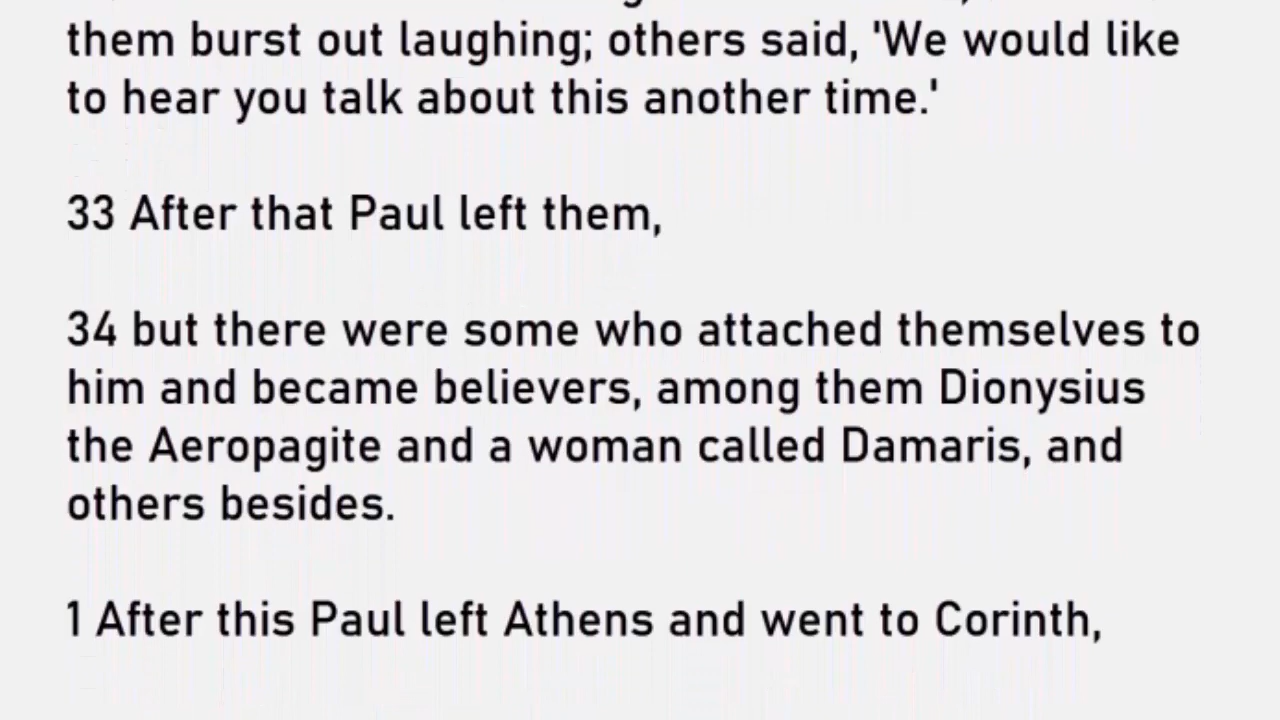 them burst out laughing; others said, 'We would like
to hear you talk about this another time.'
33 After that Paul left them,
34 but there were some who attached themselves to
him and became believers, among them Dionysius
the Aeropagite and a woman called Damaris, and
others besides.
1 After this Paul left Athens and went to Corinth,